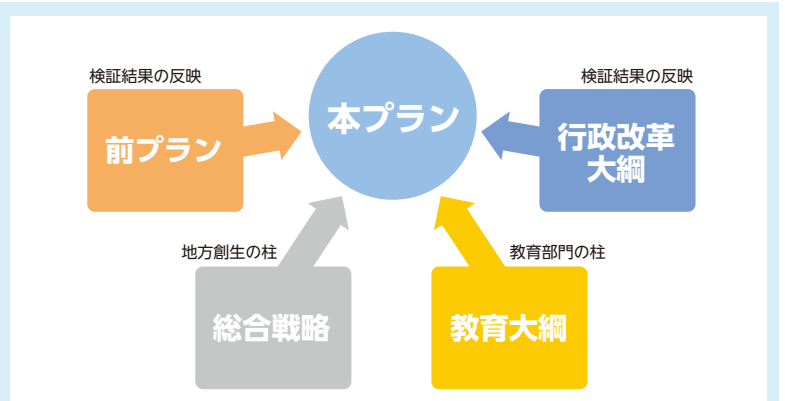 検証結果の反映
前プラン
本プラン
検証結果の反映
行政改革
大綱
地方創生の柱
総合戦略
教育部門の柱
教育大綱